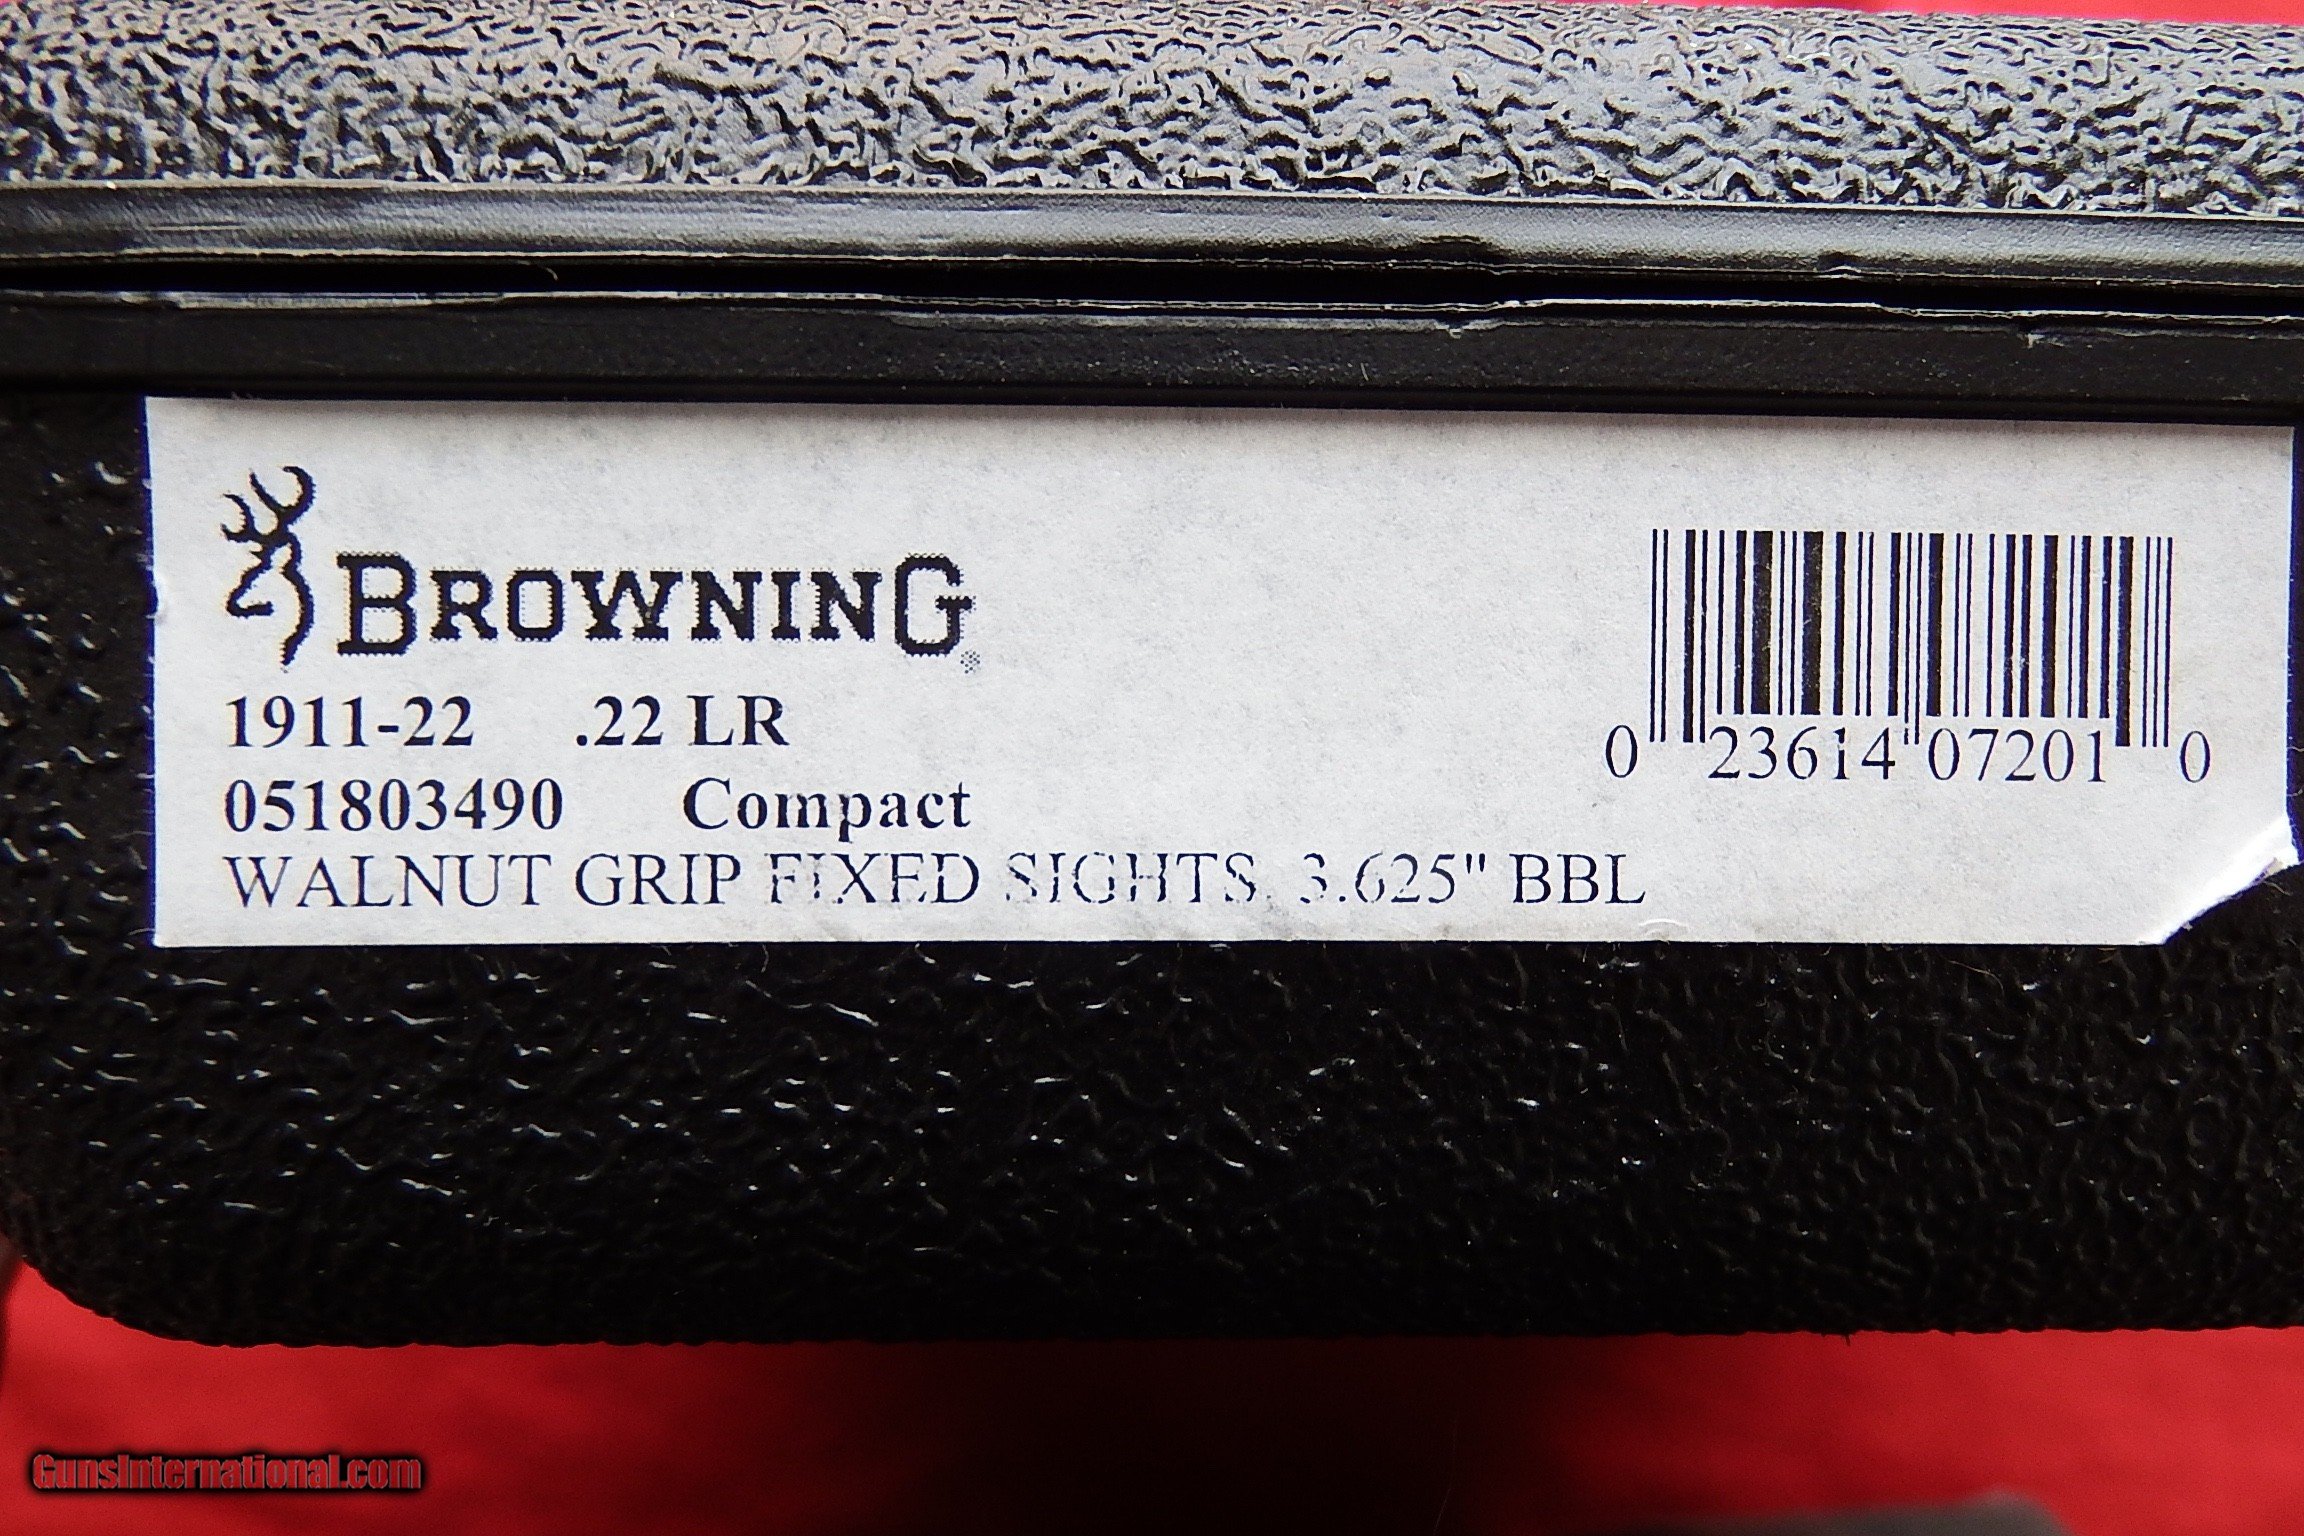 BROWNING®
1911-22 .22 LR
051803490 Compact
WALNUT GRIP FIXED SIGHTS, 3.625" BBL
0 23614 07201 0
GunsInternational.com